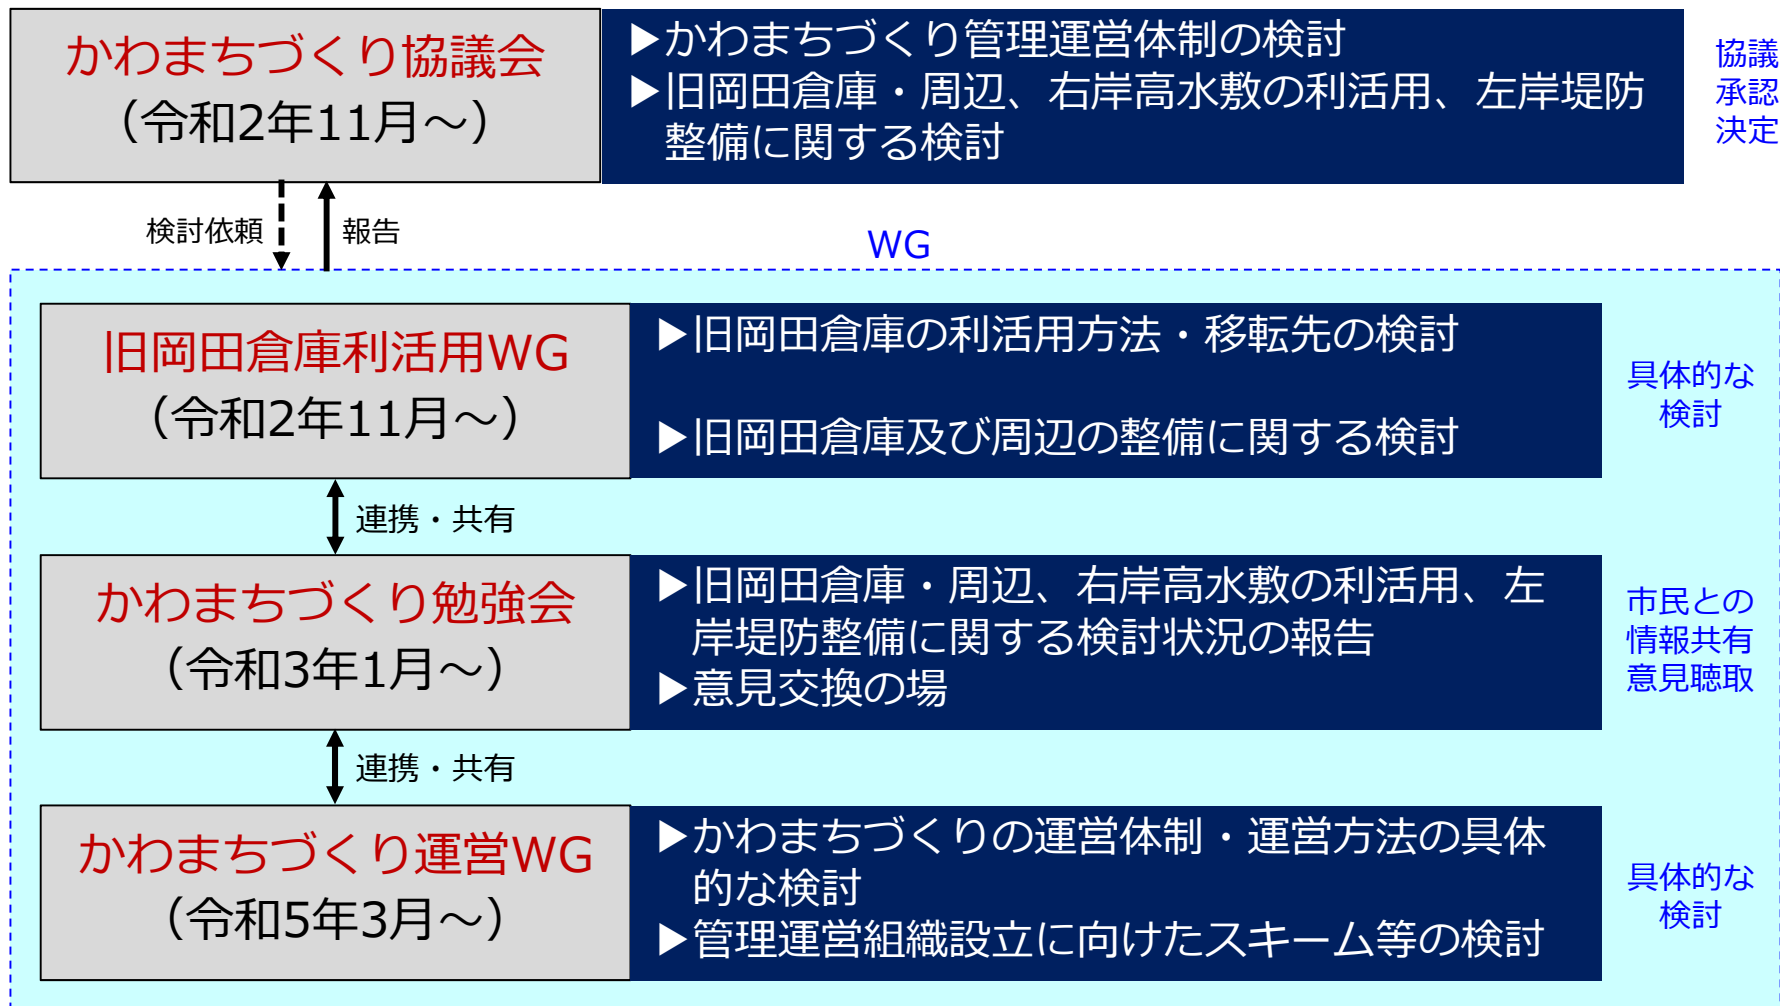 かわまちづくり協議会
（令和2年11月～）
▶かわまちづくり管理運営体制の検討
▶旧岡田倉庫・周辺、右岸高水敷の利活用、左岸堤防
整備に関する検討
協議
承認
決定
検討依頼
報告
WG
旧岡田倉庫利活用WG
（令和2年11月～）
▶旧岡田倉庫の利活用方法・移転先の検討
▶旧岡田倉庫及び周辺の整備に関する検討
具体的な
検討
連携・共有
かわまちづくり勉強会
（令和3年1月～）
▶旧岡田倉庫・周辺、右岸高水敷の利活用、左
岸堤防整備に関する検討状況の報告
▶意見交換の場
市民との
情報共有
意見聴取
連携・共有
かわまちづくり運営WG
（令和5年3月～）
▶かわまちづくりの運営体制・運営方法の具体
的な検討
▶管理運営組織設立に向けたスキーム等の検討
具体的な
検討